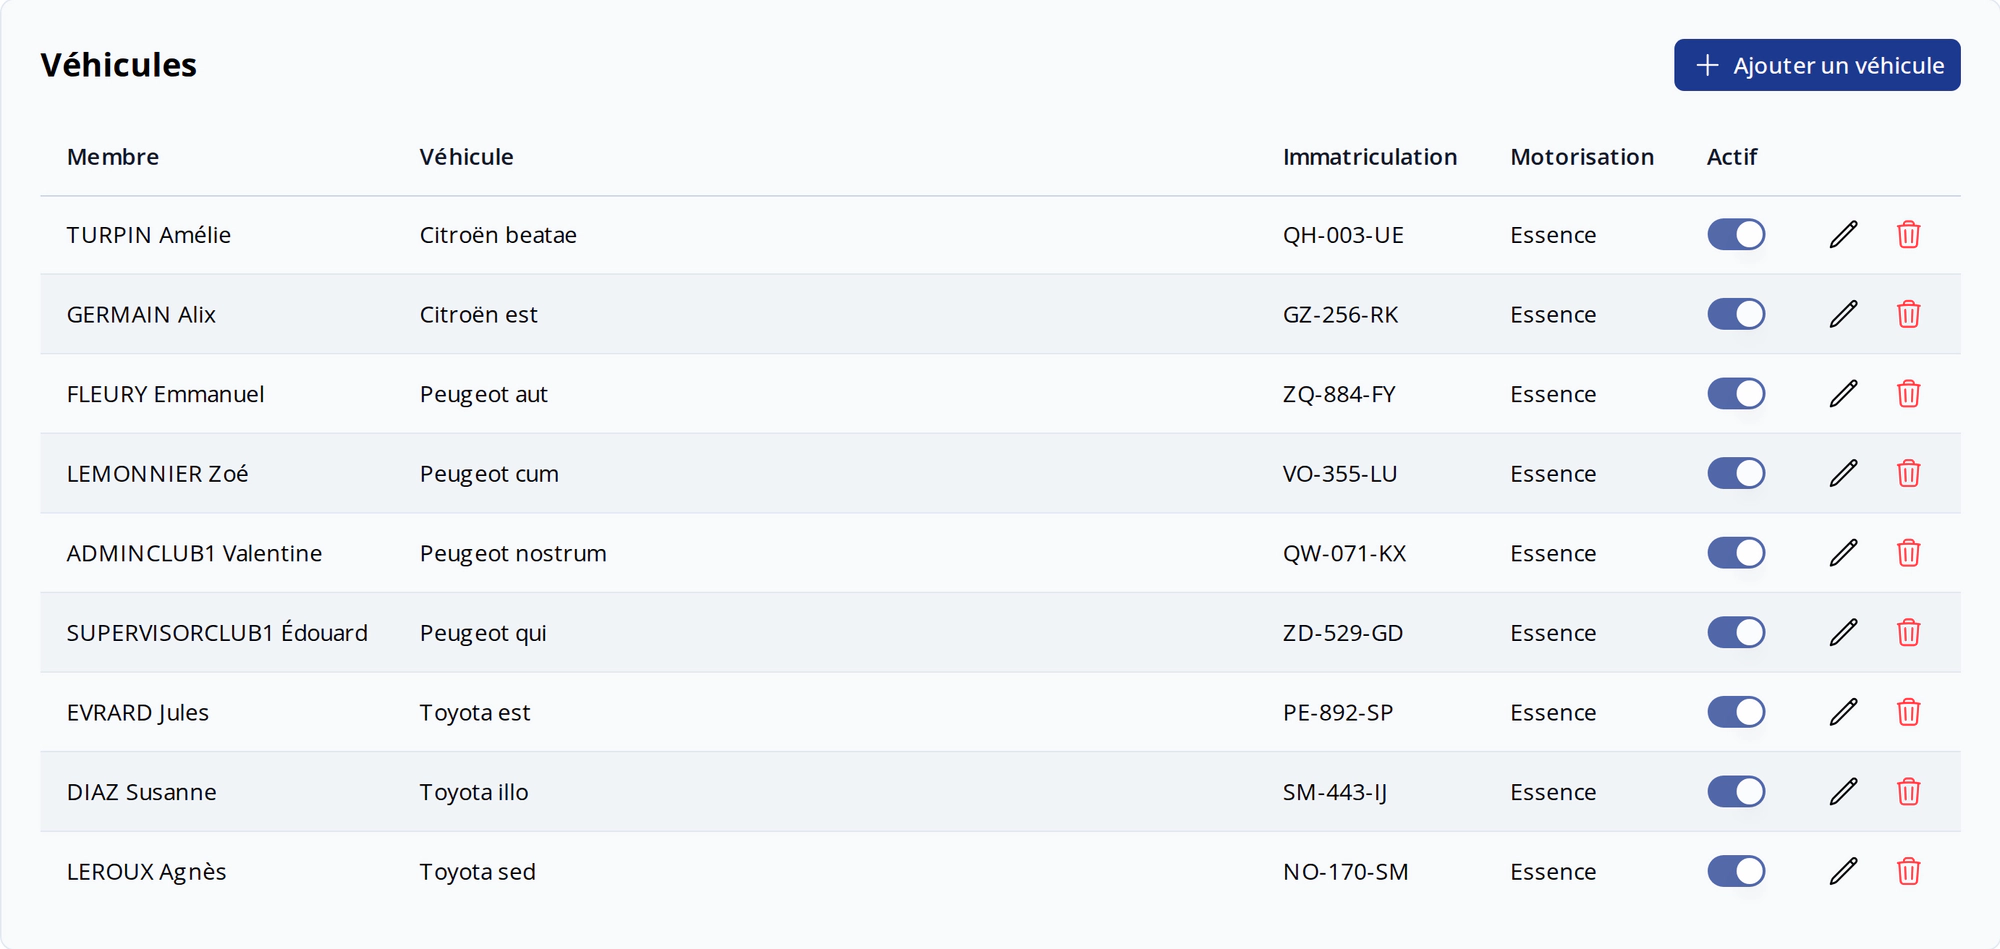 Véhicules
Ajouter un véhicule
Membre Véhicule Immatriculation Motorisation Actif
TURPIN Amélie Citroën beatae QH-003-UE Essence
GERMAIN Alix Citroën est GZ-256-RK Essence
FLEURY Emmanuel Peugeot aut ZQ-884-FY Essence
LEMONNIER Zoé Peugeot cum VO-355-LU Essence
ADMINCLUB1 Valentine Peugeot nostrum QW-071-KX Essence
SUPERVISORCLUB1 Édouard Peugeot qui ZD-529-GD Essence
EVRARD Jules Toyota est PE-892-SP Essence
DIAZ Susanne Toyota illo SM-443-IJ Essence
LEROUX Agnès Toyota sed NO-170-SM Essence